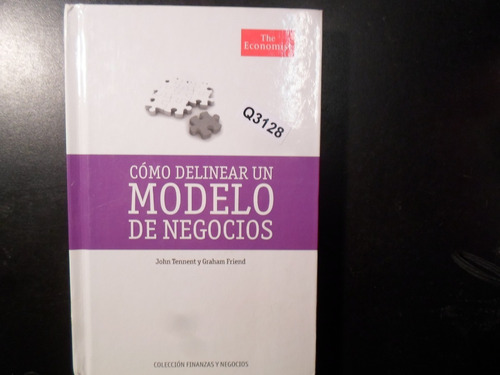 The
Economist
Q3128
CÓMO DELINEAR UN
MODELO
DE NEGOCIOS
John Tennent y Graham Friend
COLECCIÓN FINANZAS Y NEGOCIOS